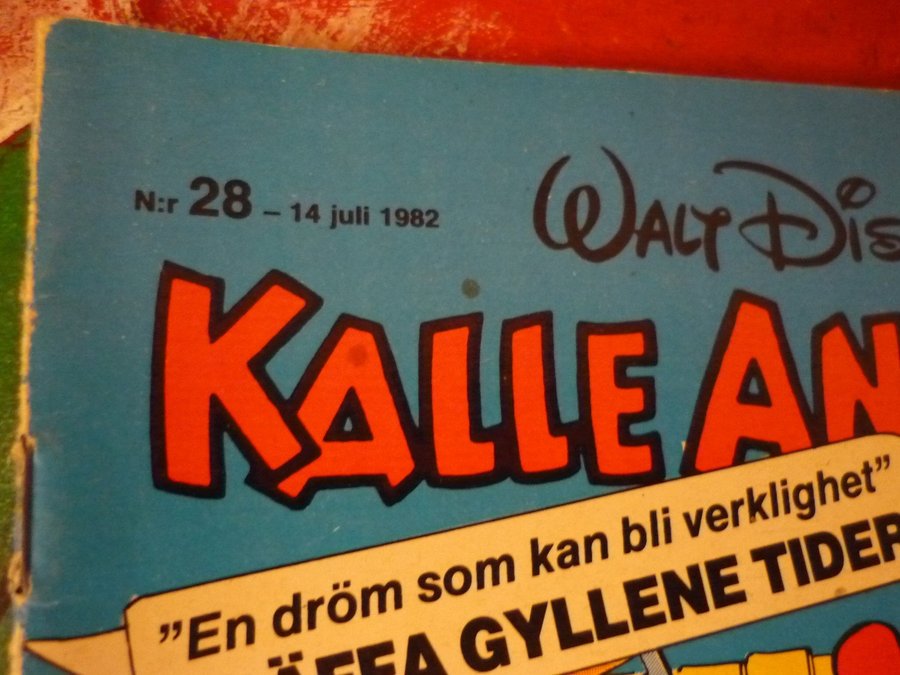 N:r 28 – 14 juli 1982
WALT DIS
KALLE AN
”En dröm som kan bli verklighet”
ÄFFA GYLLENE TIDER